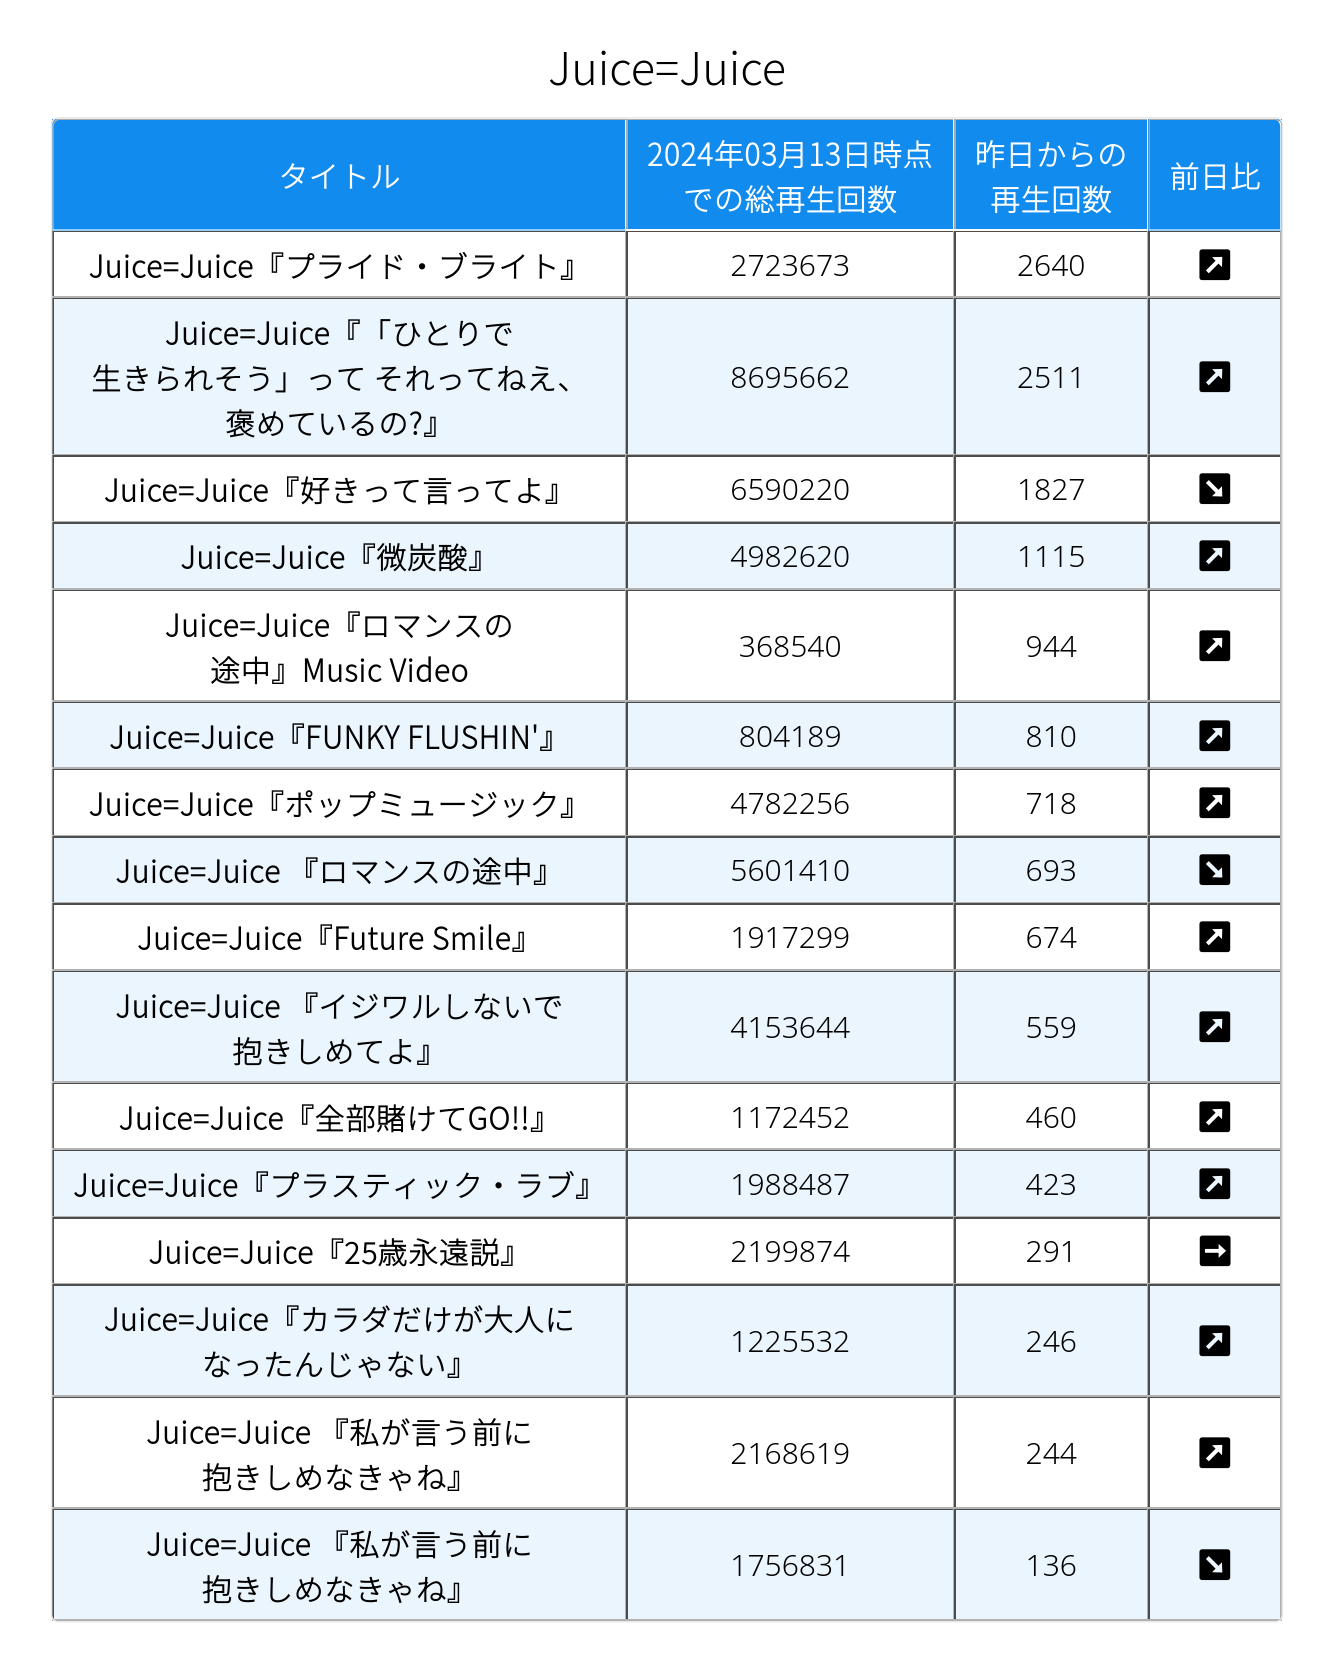 Juice=Juice
タイトル
2024年03月13日時点
での総再生回数
昨日からの
再生回数
前日比
Juice=Juice『プライド・ブライト』
2723673
2640
Juice=Juice『「ひとりで
生きられそう」って それってねえ、
褒めているの?』
8695662
2511
Juice=Juice『好きって言ってよ』
6590220
1827
Juice=Juice『微炭酸』
4982620
1115
Juice=Juice『ロマンスの
途中』Music Video
368540
944
Juice=Juice『FUNKY FLUSHIN'』
804189
810
Juice=Juice『ポップミュージック』
4782256
718
Juice=Juice 『ロマンスの途中』
5601410
693
Juice=Juice『Future Smile』
1917299
674
Juice=Juice 『イジワルしないで
抱きしめてよ』
4153644
559
Juice=Juice『全部賭けてGO!!』
1172452
460
Juice=Juice『プラスティック・ラブ』
1988487
423
Juice=Juice『25歳永遠説』
2199874
291
Juice=Juice『カラダだけが大人に
なったんじゃない』
1225532
246
Juice=Juice 『私が言う前に
抱きしめなきゃね』
2168619
244
Juice=Juice 『私が言う前に
抱きしめなきゃね』
1756831
136